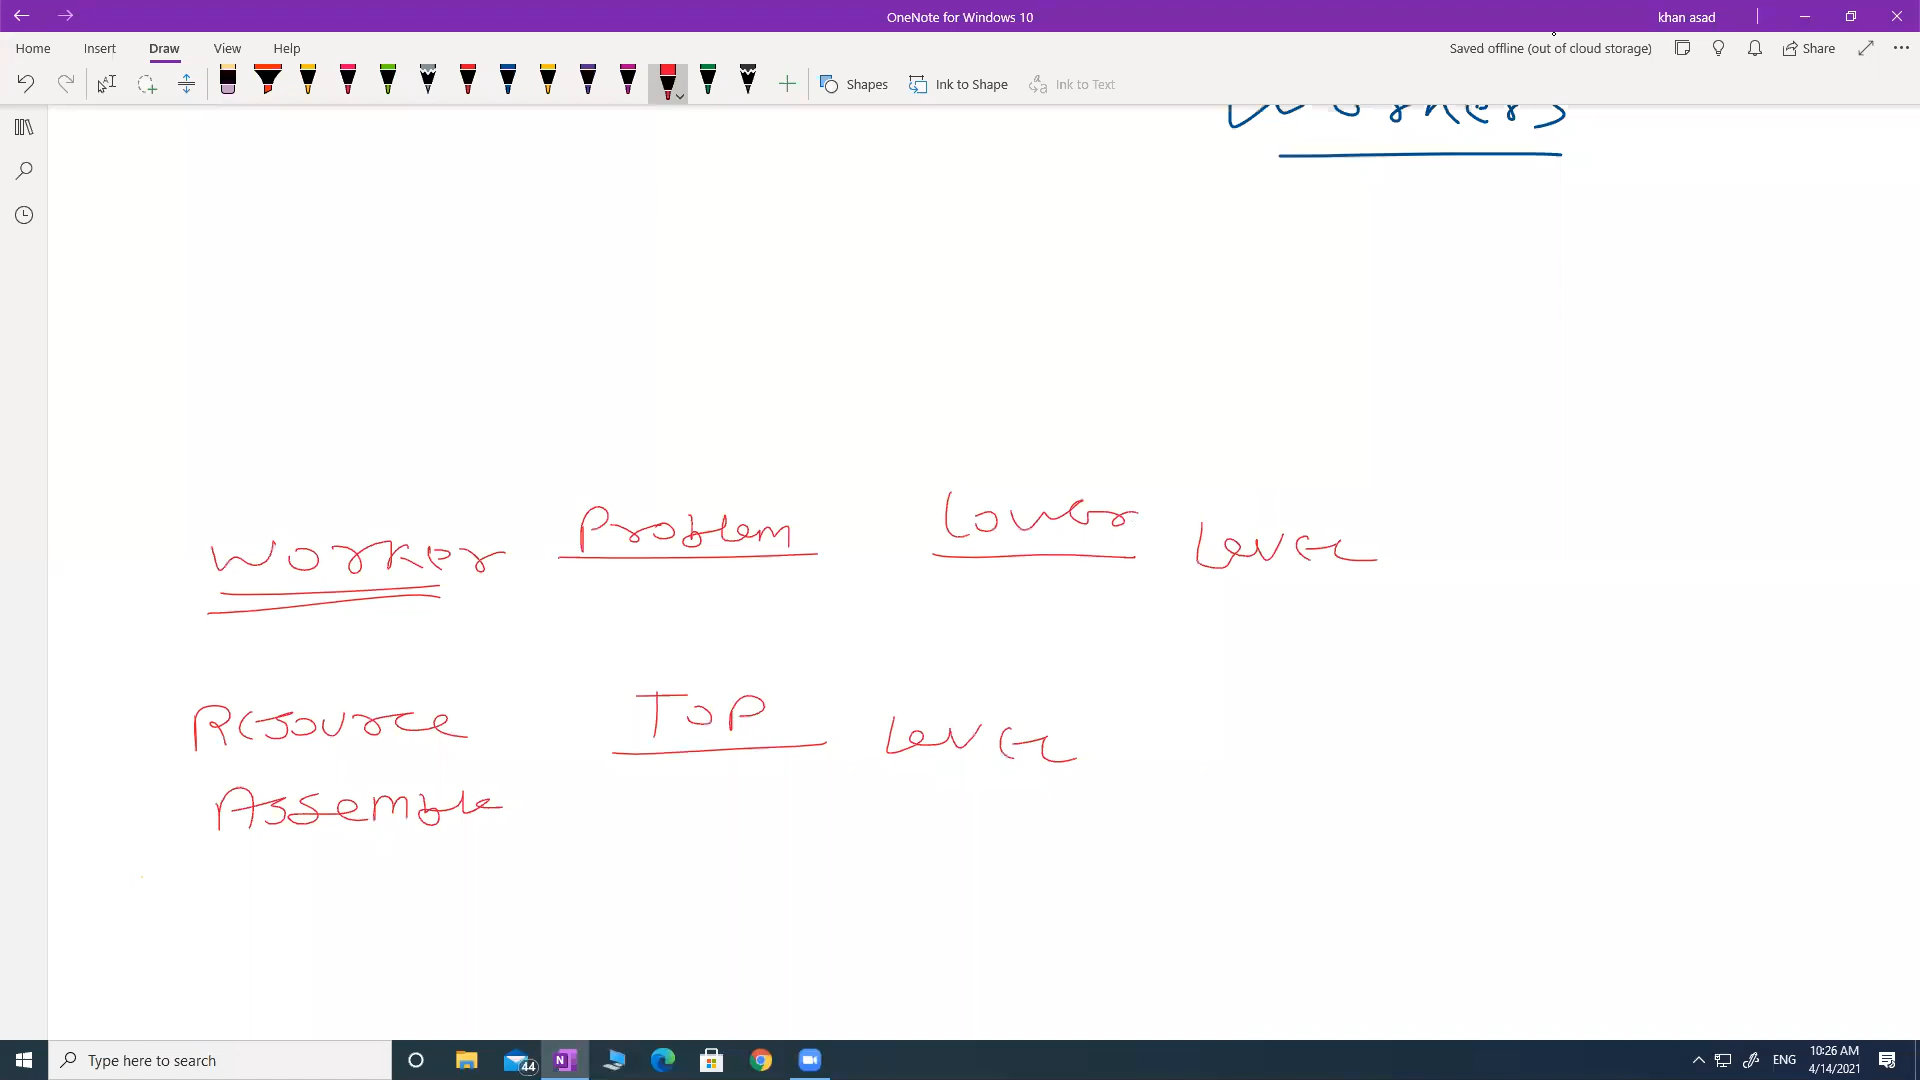 OneNote for Windows 10
khan asad
Home Insert Draw View Help
Saved offline (out of cloud storage)
Share
Shapes
Ink to Shape
Ink to Text
Workers
Worker Problem Lower Level
Resource Top Level
Assemble
Type here to search
44
ENG
10:26 AM
4/14/2021